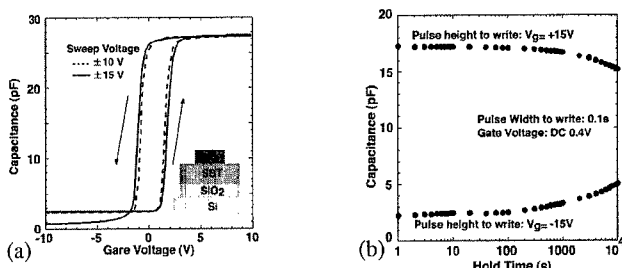 30
20
10
0
Capacitance (pF)
Sweep Voltage
±10 V
±15 V
SBT
SiO2
Si
-10
-5
0
5
10
Gare Voltage (V)
(a)
20
15
10
5
0
Capacitance (pF)
Pulse height to write: Vg= +15V
Pulse Width to write: 0.1s
Gate Voltage: DC 0.4V
Pulse height to write: Vg= -15V
1
10
100
1000
Hold Time (s)
(b)